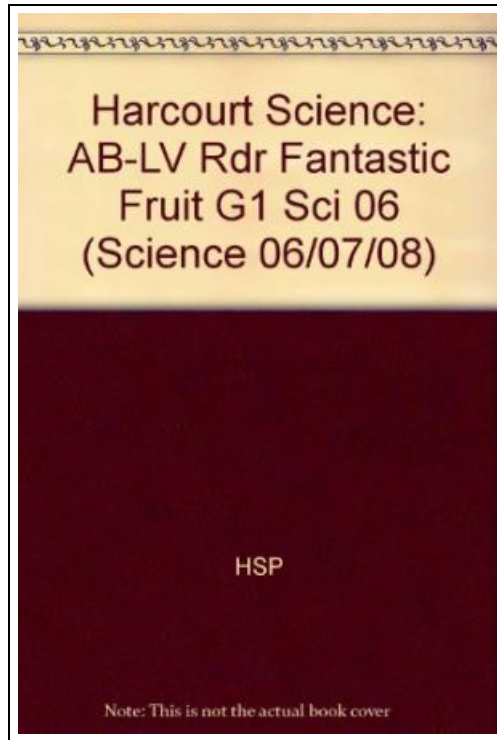 Harcourt Science:
AB-LV Rdr Fantastic
Fruit G1 Sci 06
(Science 06/07/08)
HSP
Note: This is not the actual book cover